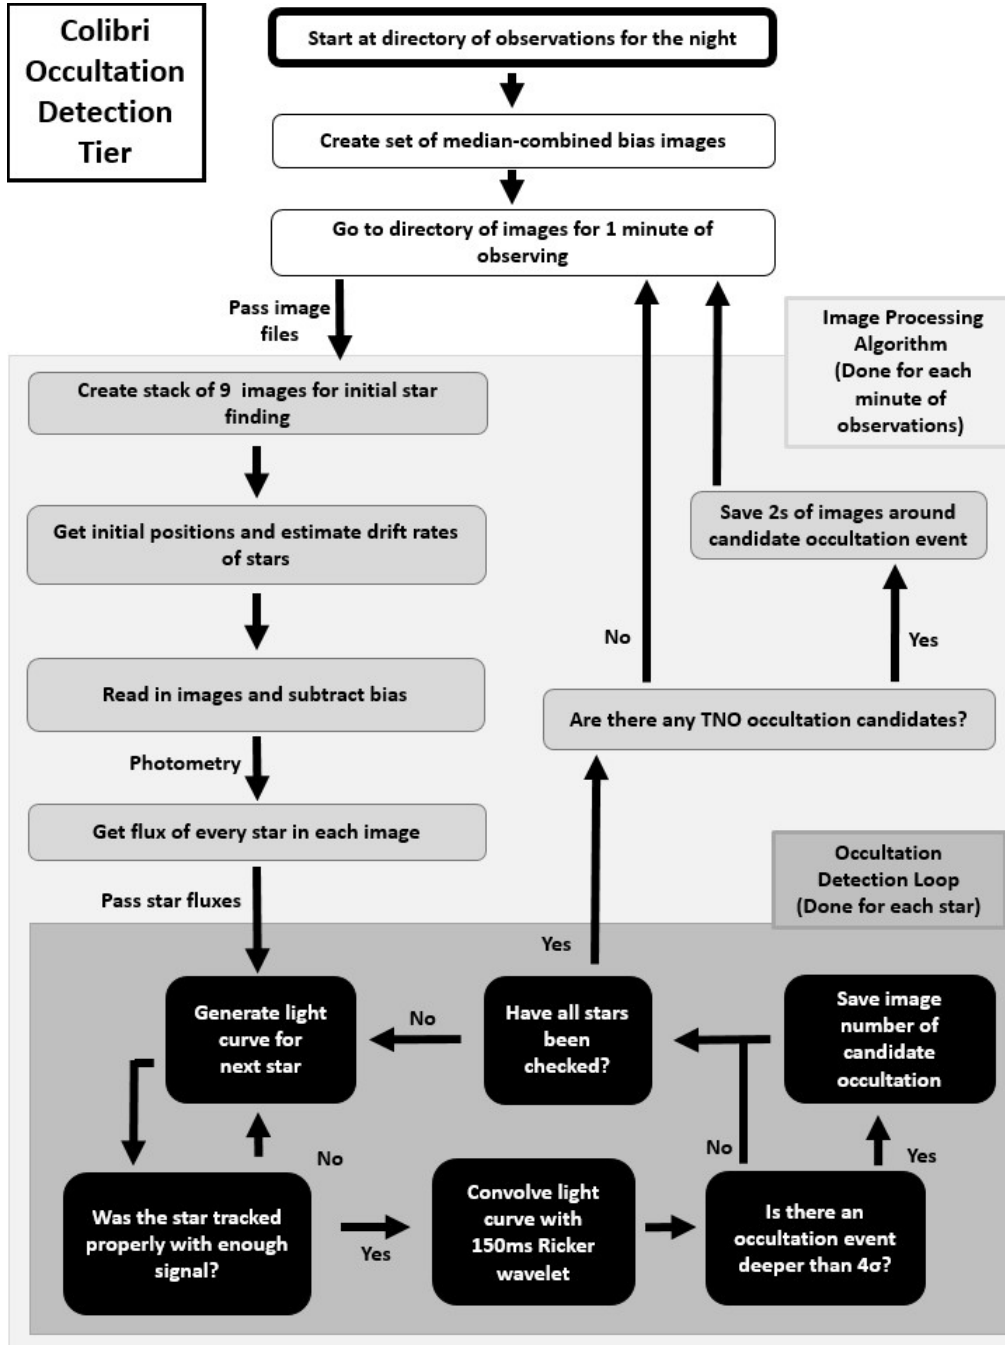 Colibri
Occultation
Detection
Tier
Start at directory of observations for the night
Create set of median-combined bias images
Go to directory of images for 1 minute of
observing
Pass image
files
Image Processing
Algorithm
(Done for each
minute of
observations)
Create stack of 9 images for initial star
finding
Get initial positions and estimate drift rates
of stars
Save 2s of images around
candidate occultation event
No
Yes
Read in images and subtract bias
Are there any TNO occultation candidates?
Photometry
Get flux of every star in each image
Pass star fluxes
Occultation
Detection Loop
(Done for each star)
Yes
Generate light
curve for
next star
No
Have all stars
been
checked?
Save image
number of
candidate
occultation
No
No
Yes
Was the star tracked
properly with enough
signal?
Yes
Convolve light
curve with
150ms Ricker
wavelet
Is there an
occultation event
deeper than 4σ?